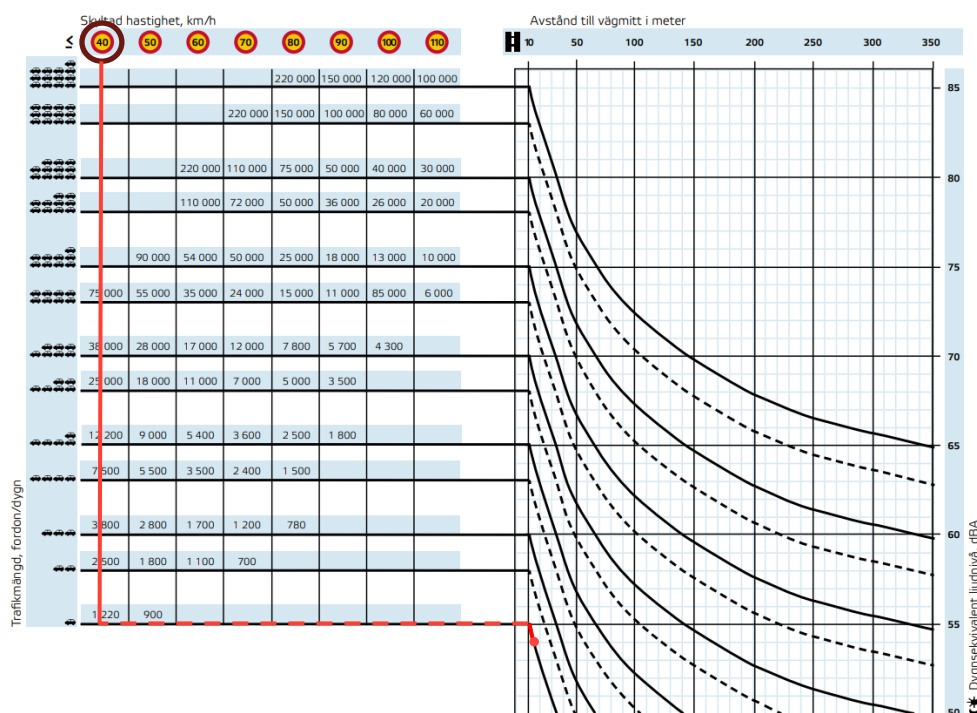 Skyltad hastighet, km/h
Avstånd till vägmitt i meter
≤ 40 50 60 70 80 90 100 110
10 50 100 150 200 250 300 350
220 000 150 000 120 000 100 000
85
220 000 150 000 100 000 80 000 60 000
220 000 110 000 75 000 50 000 40 000 30 000
80
110 000 72 000 50 000 36 000 26 000 20 000
90 000 54 000 50 000 25 000 18 000 13 000 10 000
75
75 000 55 000 35 000 24 000 15 000 11 000 85 000 6 000
38 000 28 000 17 000 12 000 7 800 5 700 4 300
70
25 000 18 000 11 000 7 000 5 000 3 500
12 200 9 000 5 400 3 600 2 500 1 800
65
7 500 5 500 3 500 2 400 1 500
3 800 2 800 1 700 1 200 780
60
2 500 1 800 1 100 700
1 220 900
55
50
Trafikmängd, fordon/dygn
Dygnsekvivalent ljudnivå, dBA